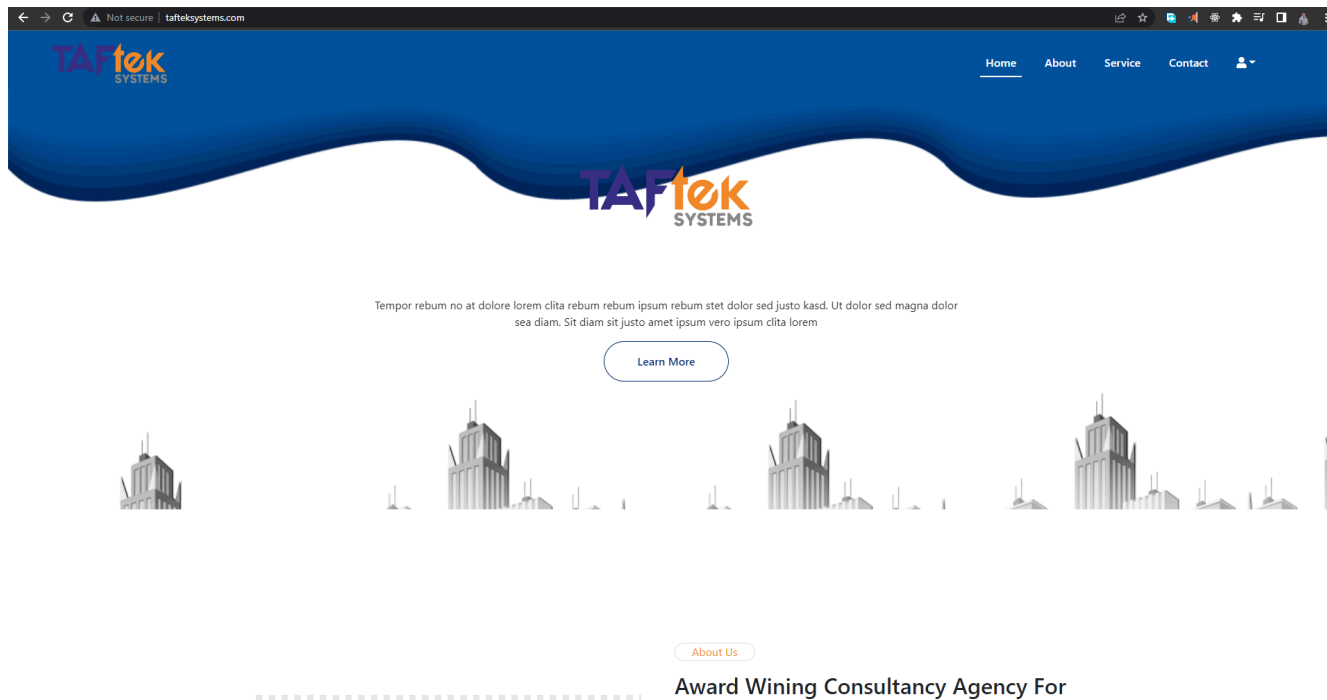 Not secure | tafteksystems.com
TAFtek
SYSTEMS
Home About Service Contact
TAFtek
SYSTEMS
Tempor rebum no at dolore lorem clita rebum rebum ipsum rebum stet dolor sed justo kasd. Ut dolor sed magna dolor
sea diam. Sit diam sit justo amet ipsum vero ipsum clita lorem
Learn More
About Us
Award Wining Consultancy Agency For